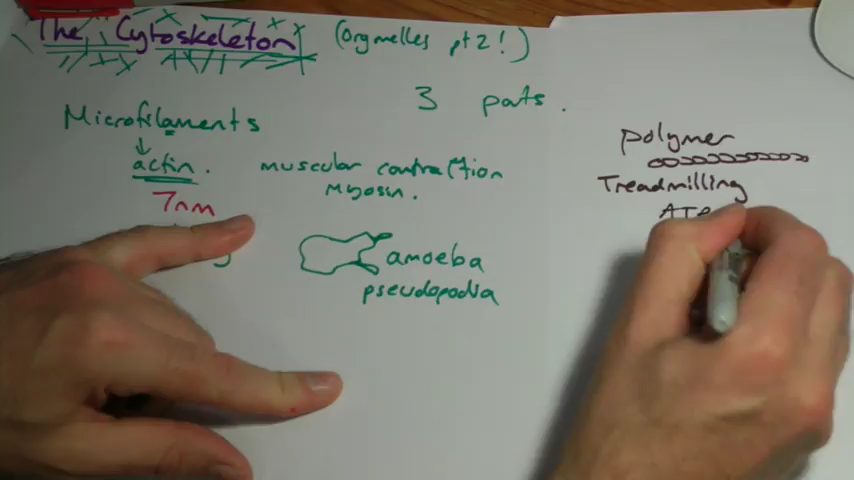 The Cytoskeleton (Organelles pt 2!)
3 parts.
Microfilaments
actin.
7nm
muscular contraction
myosin.
amoeba
pseudopodia
polymer
Treadmilling